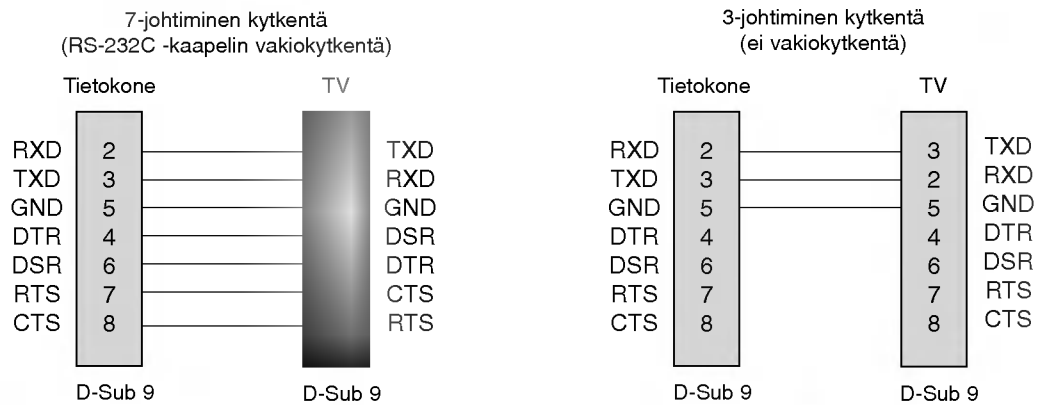 7-johtiminen kytkentä
(RS-232C -kaapelin vakiokytkentä)
Tietokone TV
RXD 2 TXD
TXD 3 RXD
GND 5 GND
DTR 4 DSR
DSR 6 DTR
RTS 7 CTS
CTS 8 RTS
D-Sub 9 D-Sub 9
3-johtiminen kytkentä
(ei vakiokytkentä)
Tietokone TV
RXD 2 3 TXD
TXD 3 2 RXD
GND 5 5 GND
DTR 4 4 DTR
DSR 6 6 DSR
RTS 7 7 RTS
CTS 8 8 CTS
D-Sub 9 D-Sub 9